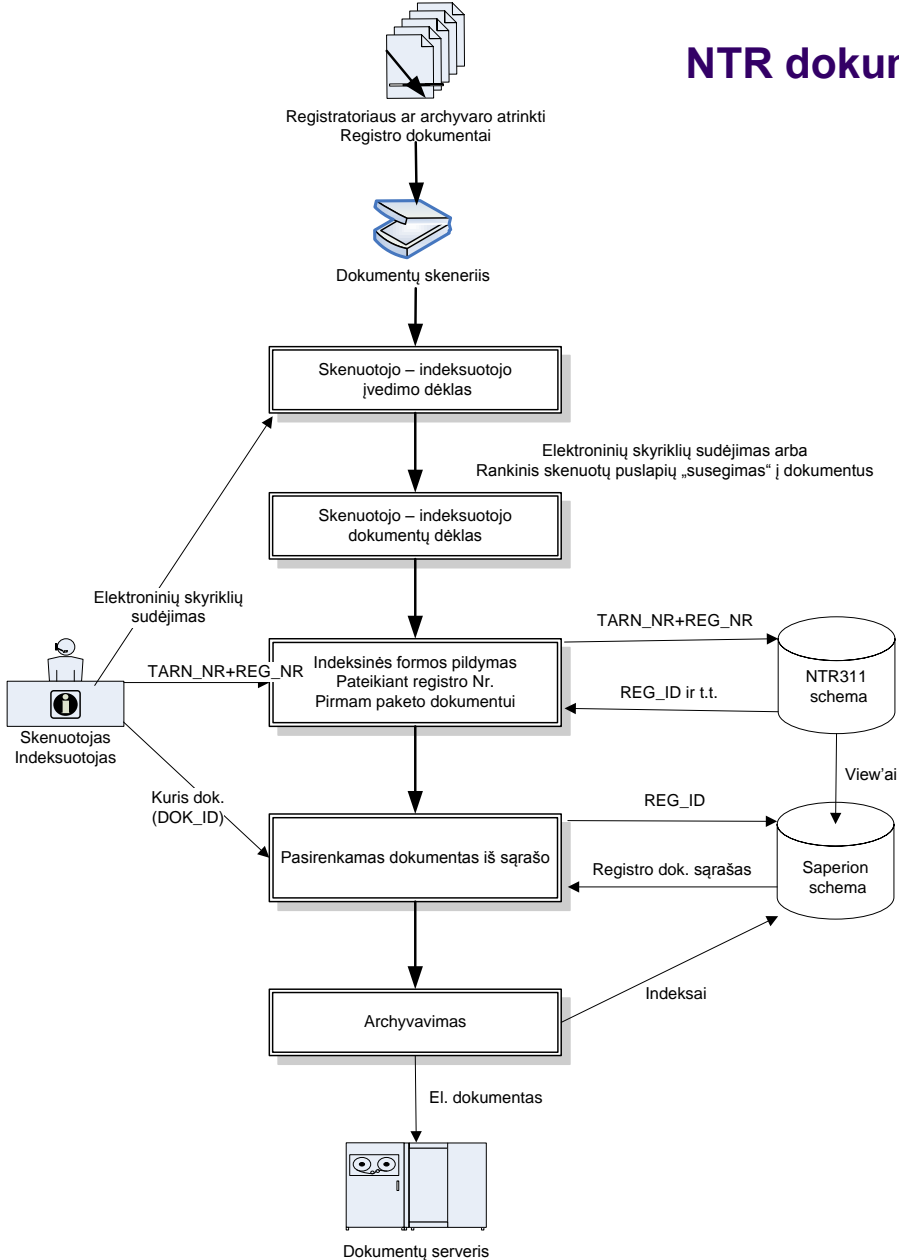 NTR dokum
Registratoriaus ar archyvaro atrinkti
Registro dokumentai
Dokumentų skeneriis
Skenuotojo – indeksuotojo
įvedimo dėklas
Elektroninių skyriklių sudėjimas arba
Rankinis skenuotų puslapių „susegimas“ į dokumentus
Skenuotojo – indeksuotojo
dokumentų dėklas
Elektroninių skyriklių
sudėjimas
TARN_NR+REG_NR
Indeksinės formos pildymas
Pateikiant registro Nr.
Pirmam paketo dokumentui
TARN_NR+REG_NR
REG_ID ir t.t.
NTR311
schema
Skenuotojas
Indeksuotojas
View'ai
Kuris dok.
(DOK_ID)
Pasirenkamas dokumentas iš sąrašo
REG_ID
Registro dok. sąrašas
Saperion
schema
Indeksai
Archyvavimas
El. dokumentas
Dokumentų serveris